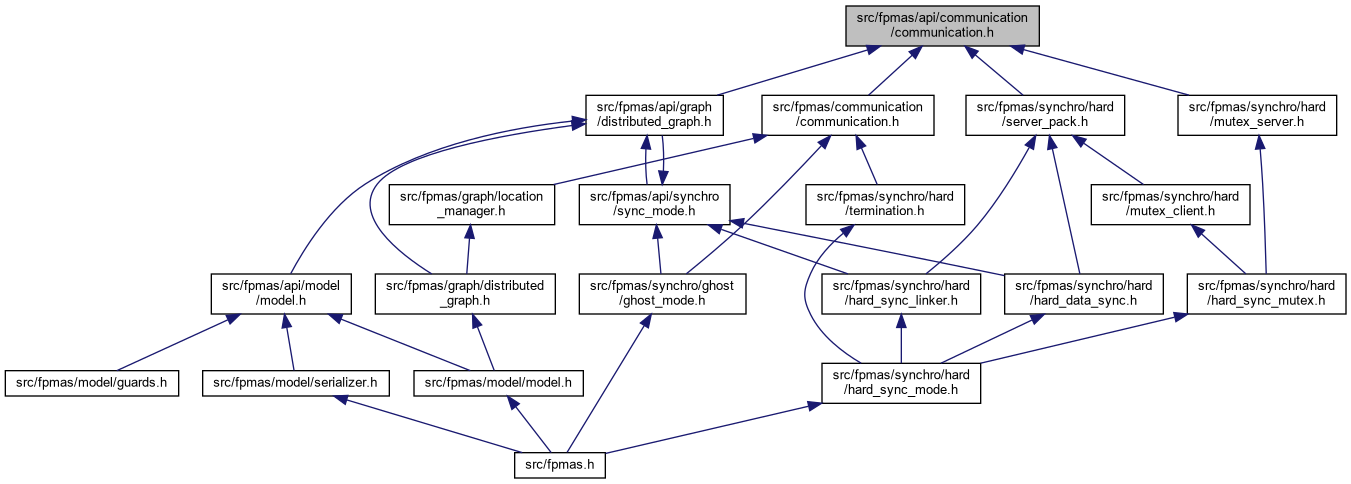 src/fpmas/api/communication
/communication.h
src/fpmas/api/graph
/distributed_graph.h
src/fpmas/communication
/communication.h
src/fpmas/synchro/hard
/server_pack.h
src/fpmas/synchro/hard
/mutex_server.h
src/fpmas/graph/location
_manager.h
src/fpmas/api/synchro
/sync_mode.h
src/fpmas/synchro/hard
/termination.h
src/fpmas/synchro/hard
/mutex_client.h
src/fpmas/api/model
/model.h
src/fpmas/graph/distributed
_graph.h
src/fpmas/synchro/ghost
/ghost_mode.h
src/fpmas/synchro/hard
/hard_sync_linker.h
src/fpmas/synchro/hard
/hard_data_sync.h
src/fpmas/synchro/hard
/hard_sync_mutex.h
src/fpmas/model/guards.h
src/fpmas/model/serializer.h
src/fpmas/model/model.h
src/fpmas/synchro/hard
/hard_sync_mode.h
src/fpmas.h